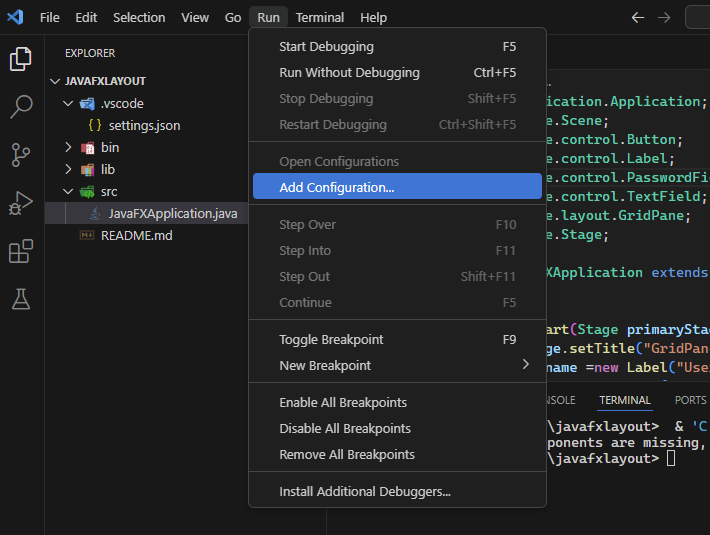 File Edit Selection View Go Run Terminal Help
EXPLORER
JAVAFXLAYOUT
.vscode
{ } settings.json
bin
lib
src
JavaFXApplication.java
README.md
Start Debugging F5
Run Without Debugging Ctrl+F5
Stop Debugging Shift+F5
Restart Debugging Ctrl+Shift+F5
Open Configurations
Add Configuration...
Step Over F10
Step Into F11
Step Out Shift+F11
Continue F5
Toggle Breakpoint F9
New Breakpoint
Enable All Breakpoints
Disable All Breakpoints
Remove All Breakpoints
Install Additional Debuggers...
ication.Application;
e.Scene;
e.control.Button;
e.control.Label;
e.control.PasswordFie
e.control.TextField;
e.layout.GridPane;
e.Stage;
XApplication extends
art(Stage primaryStag
ge.setTitle("GridPan
name =new Label("Use
NSOLE TERMINAL PORTS
\javafxlayout> & 'C
ponents are missing,
\javafxlayout>